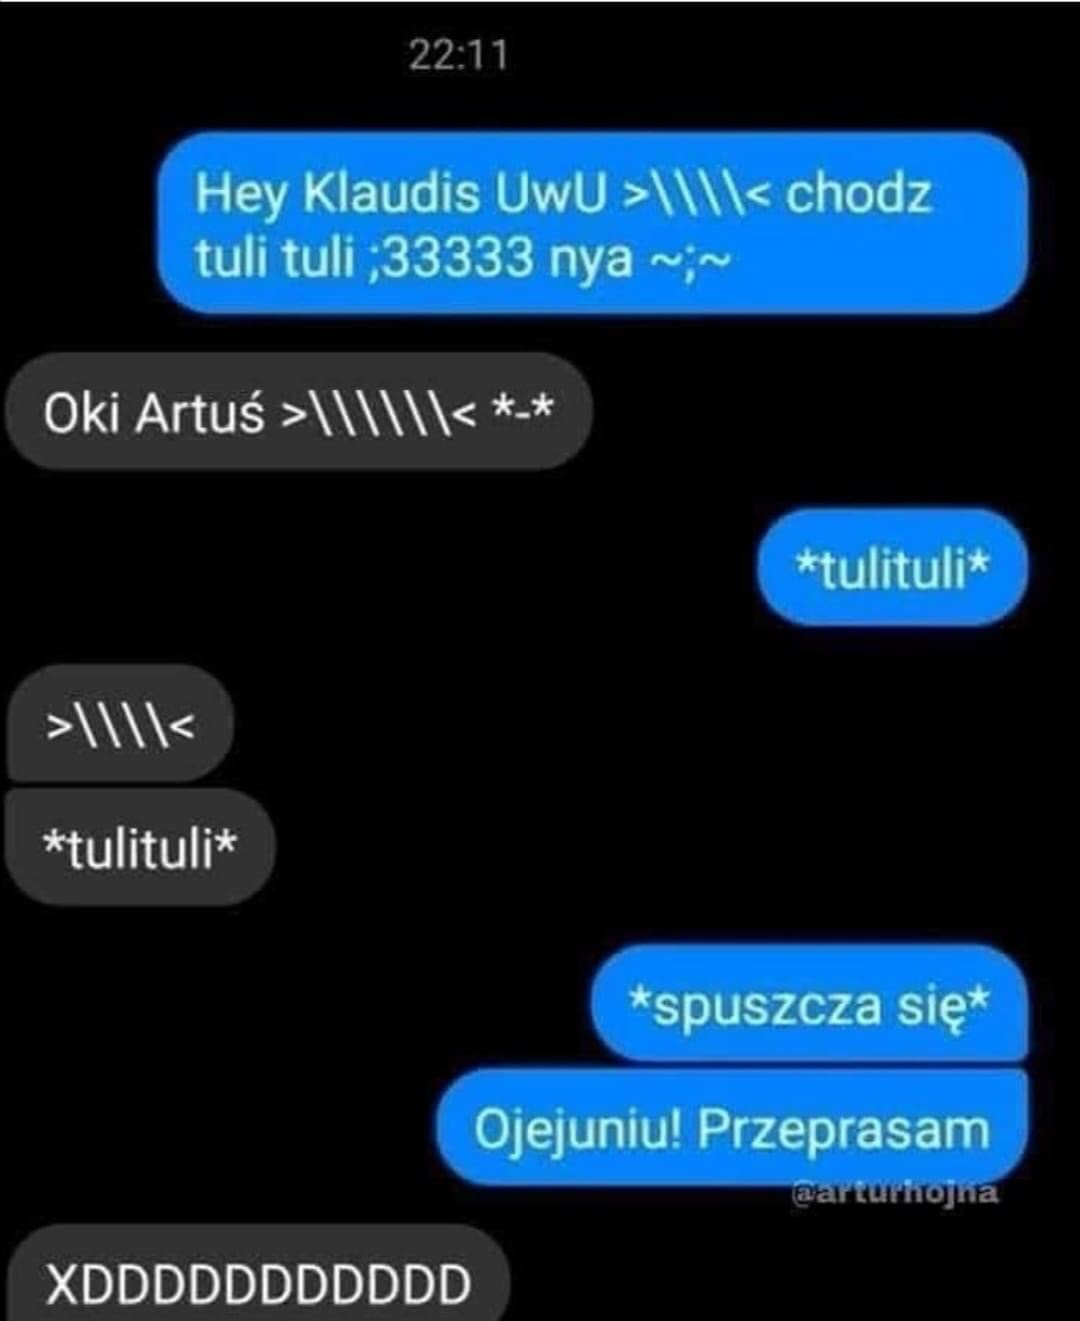 22:11
Hey Klaudis UwU >\\\\< chodz
tuli tuli ;33333 nya ~;~
Oki Artuś >\\\\\\< *-*
*tulituli*
>\\\\<
*tulituli*
*spuszcza się*
Ojejuniu! Przeprasam
@arturhojna
XDDDDDDDDDDD